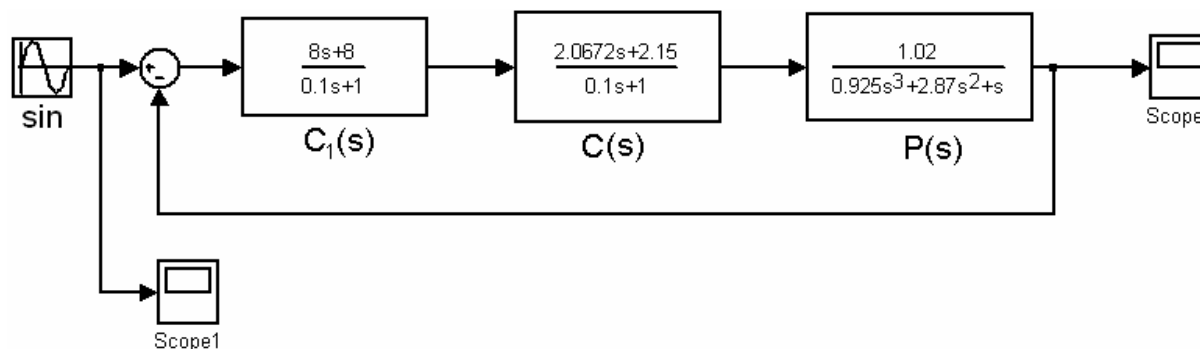 sin
+
-
8s+8
0.1s+1
C₁(s)
2.0672s+2.15
0.1s+1
C(s)
1.02
0.925s³+2.87s²+s
P(s)
Scope
Scope1